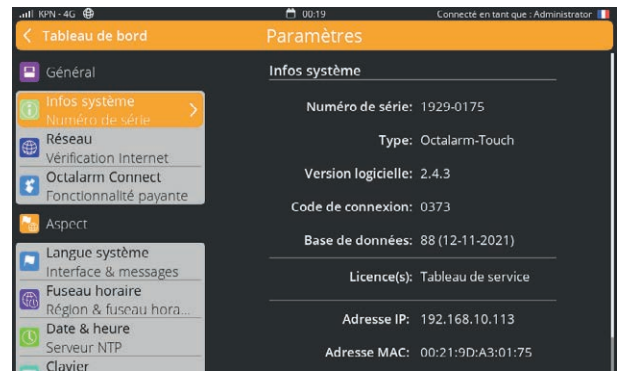 KPN - 4G
00:19
Connecté en tant que : Administrator
Tableau de bord
Paramètres
Général
Infos système
Numéro de série
Réseau
Vérification Internet
Octalarm Connect
Fonctionnalité payante
Aspect
Langue système
Interface & messages
Fuseau horaire
Région & fuseau hora...
Date & heure
Serveur NTP
Clavier
Infos système
Numéro de série: 1929-0175
Type: Octalarm-Touch
Version logicielle: 2.4.3
Code de connexion: 0373
Base de données: 88 (12-11-2021)
Licence(s): Tableau de service
Adresse IP: 192.168.10.113
Adresse MAC: 00:21:9D:A3:01:75